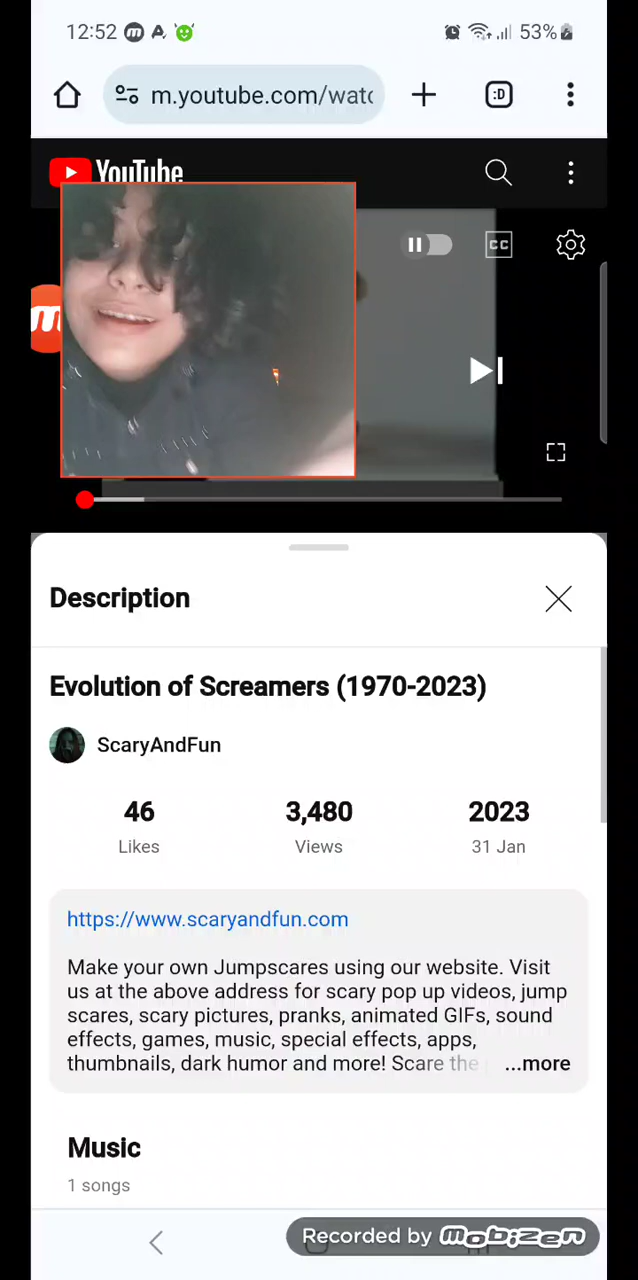 12:52
53%
:D
m.youtube.com/watc
YouTube
CC
Description
Evolution of Screamers (1970-2023)
ScaryAndFun
46
3,480
2023
Likes
Views
31 Jan
https://www.scaryandfun.com
Make your own Jumpscares using our website. Visit
us at the above address for scary pop up videos, jump
scares, scary pictures, pranks, animated GIFs, sound
effects, games, music, special effects, apps,
thumbnails, dark humor and more! Scare the ...more
Music
1 songs
Recorded by mobizen